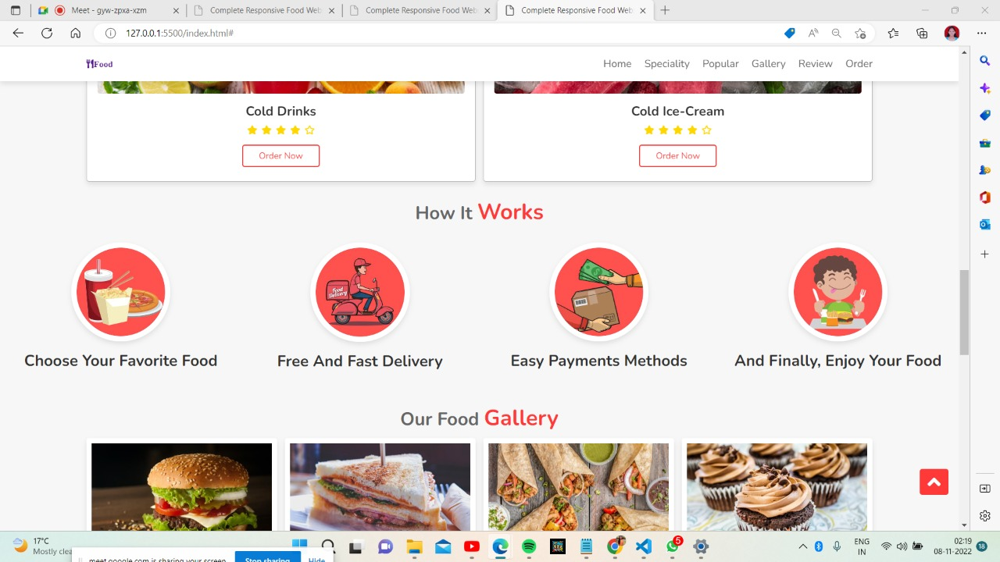 Meet - gyw-zpxa-xzm
Complete Responsive Food Web
Complete Responsive Food Web
Complete Responsive Food Web
127.0.0.1:5500/index.html#
Food
Home Speciality Popular Gallery Review Order
Cold Drinks
Cold Ice-Cream
Order Now
Order Now
How It Works
Food Delivery
Choose Your Favorite Food
Free And Fast Delivery
Easy Payments Methods
And Finally, Enjoy Your Food
Our Food Gallery
17°C
Mostly clea
meet.google.com is sharing your screen.
Stop sharing
Hide
5
ENG
IN
02:19
08-11-2022
18